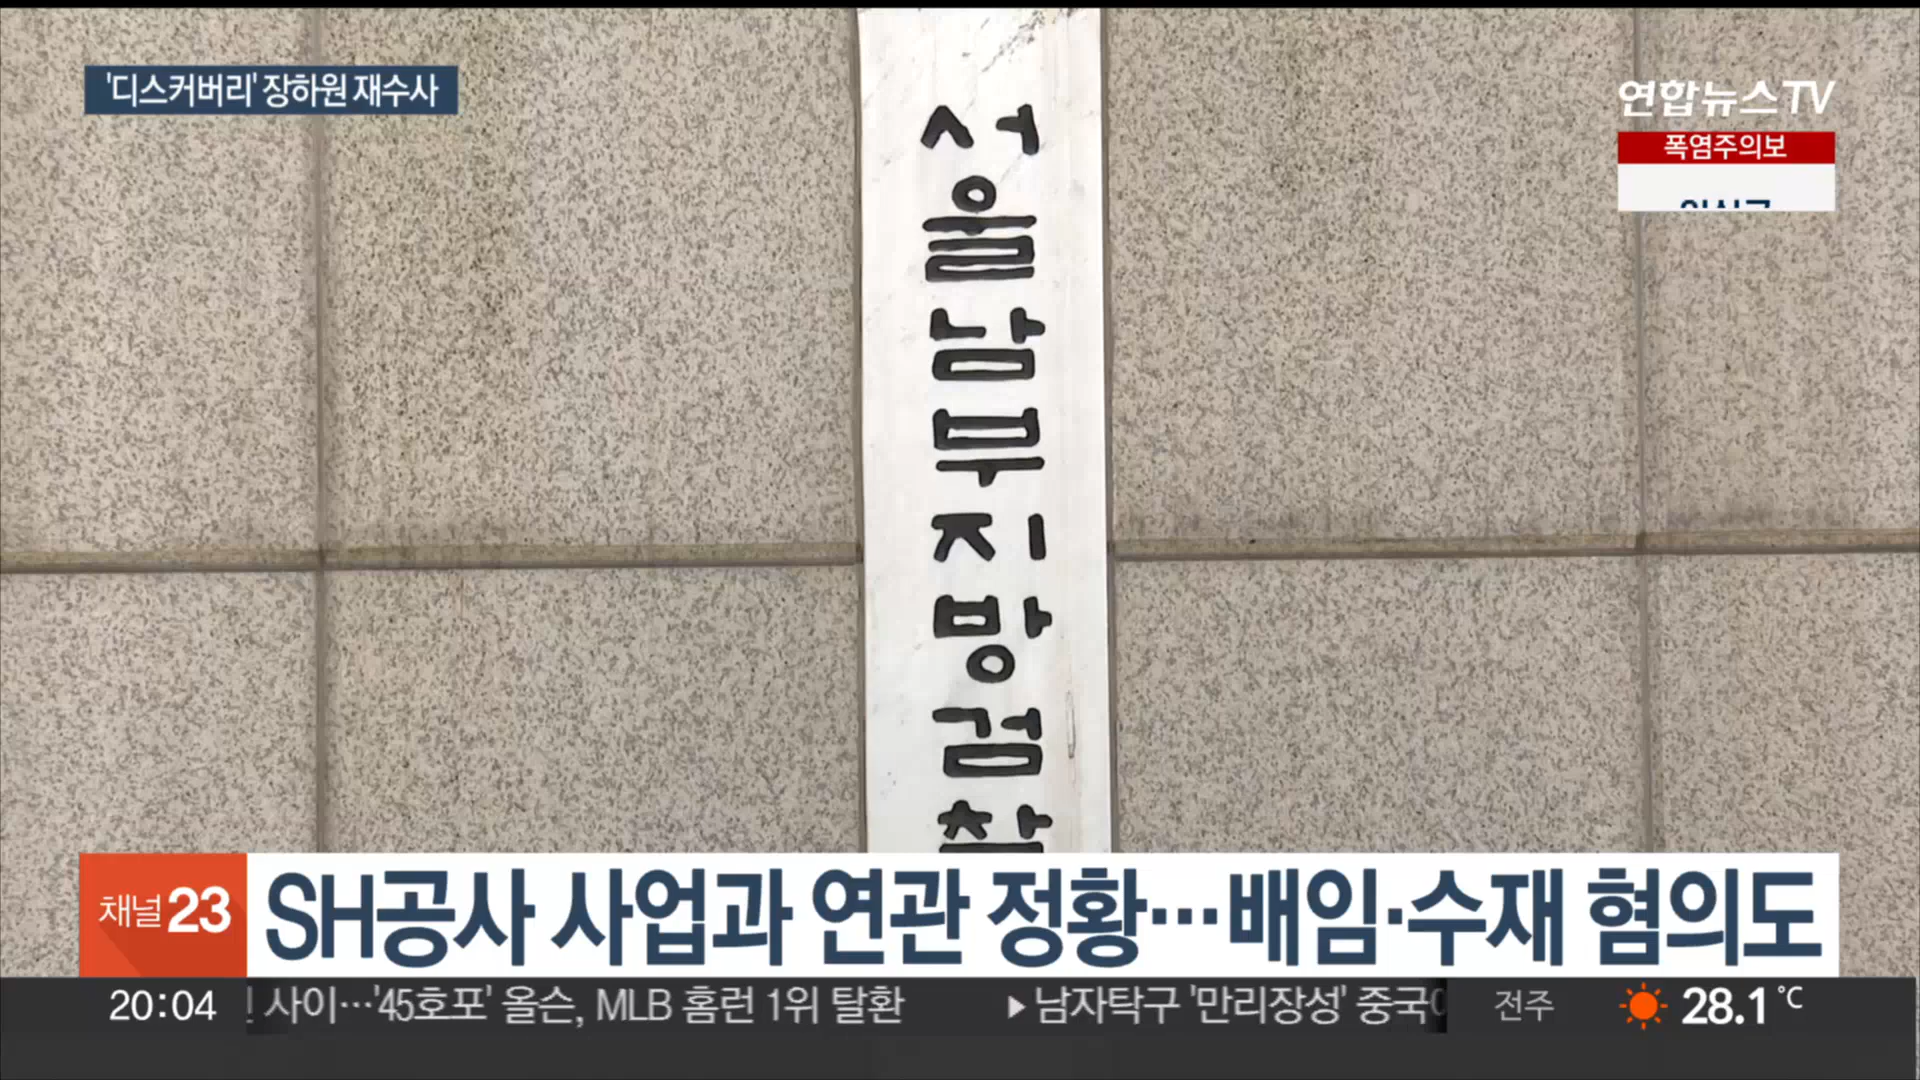 '디스커버리' 장하원 재수사
연합뉴스TV
폭염주의보
서울남부지방검찰
채널 23
SH공사 사업과 연관 정황…배임·수재 혐의도
20:04
사이…'45호포' 올슨, MLB 홈런 1위 탈환
▶남자탁구 '만리장성' 중국
전주
28.1℃